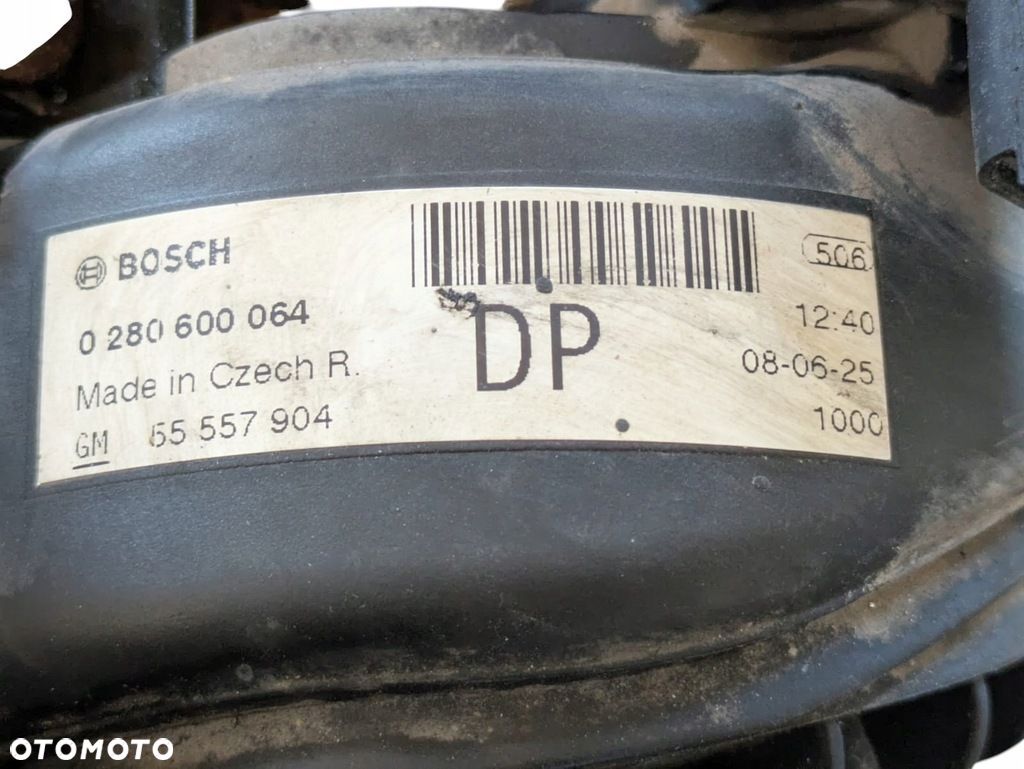 BOSCH
0 280 600 064
Made in Czech R.
GM 55 557 904
DP
506
12:40
08-06-25
1000
OTOMOTO